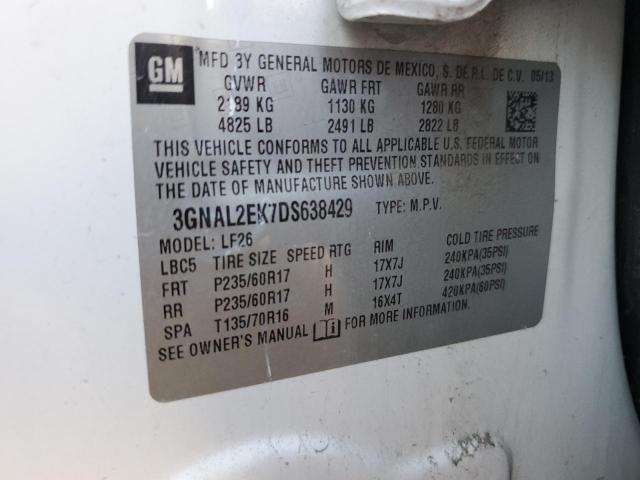 GM
MFD BY GENERAL MOTORS DE MEXICO, S. DE R.L. DE C.V. 05/13
GVWR GAWR FRT GAWR RR
2189 KG 1130 KG 1280 KG
4825 LB 2491 LB 2822 LB
THIS VEHICLE CONFORMS TO ALL APPLICABLE U.S. FEDERAL MOTOR
VEHICLE SAFETY AND THEFT PREVENTION STANDARDS IN EFFECT ON
THE DATE OF MANUFACTURE SHOWN ABOVE.
3GNAL2EK7DS638429 TYPE: M.P.V.
MODEL: LF26
LBC5 TIRE SIZE SPEED RTG RIM COLD TIRE PRESSURE
FRT P235/60R17 H 17X7J 240KPA(35PSI)
RR P235/60R17 H 17X7J 240KPA(35PSI)
SPA T135/70R16 M 16X4T 420KPA(60PSI)
SEE OWNER'S MANUAL FOR MORE INFORMATION.